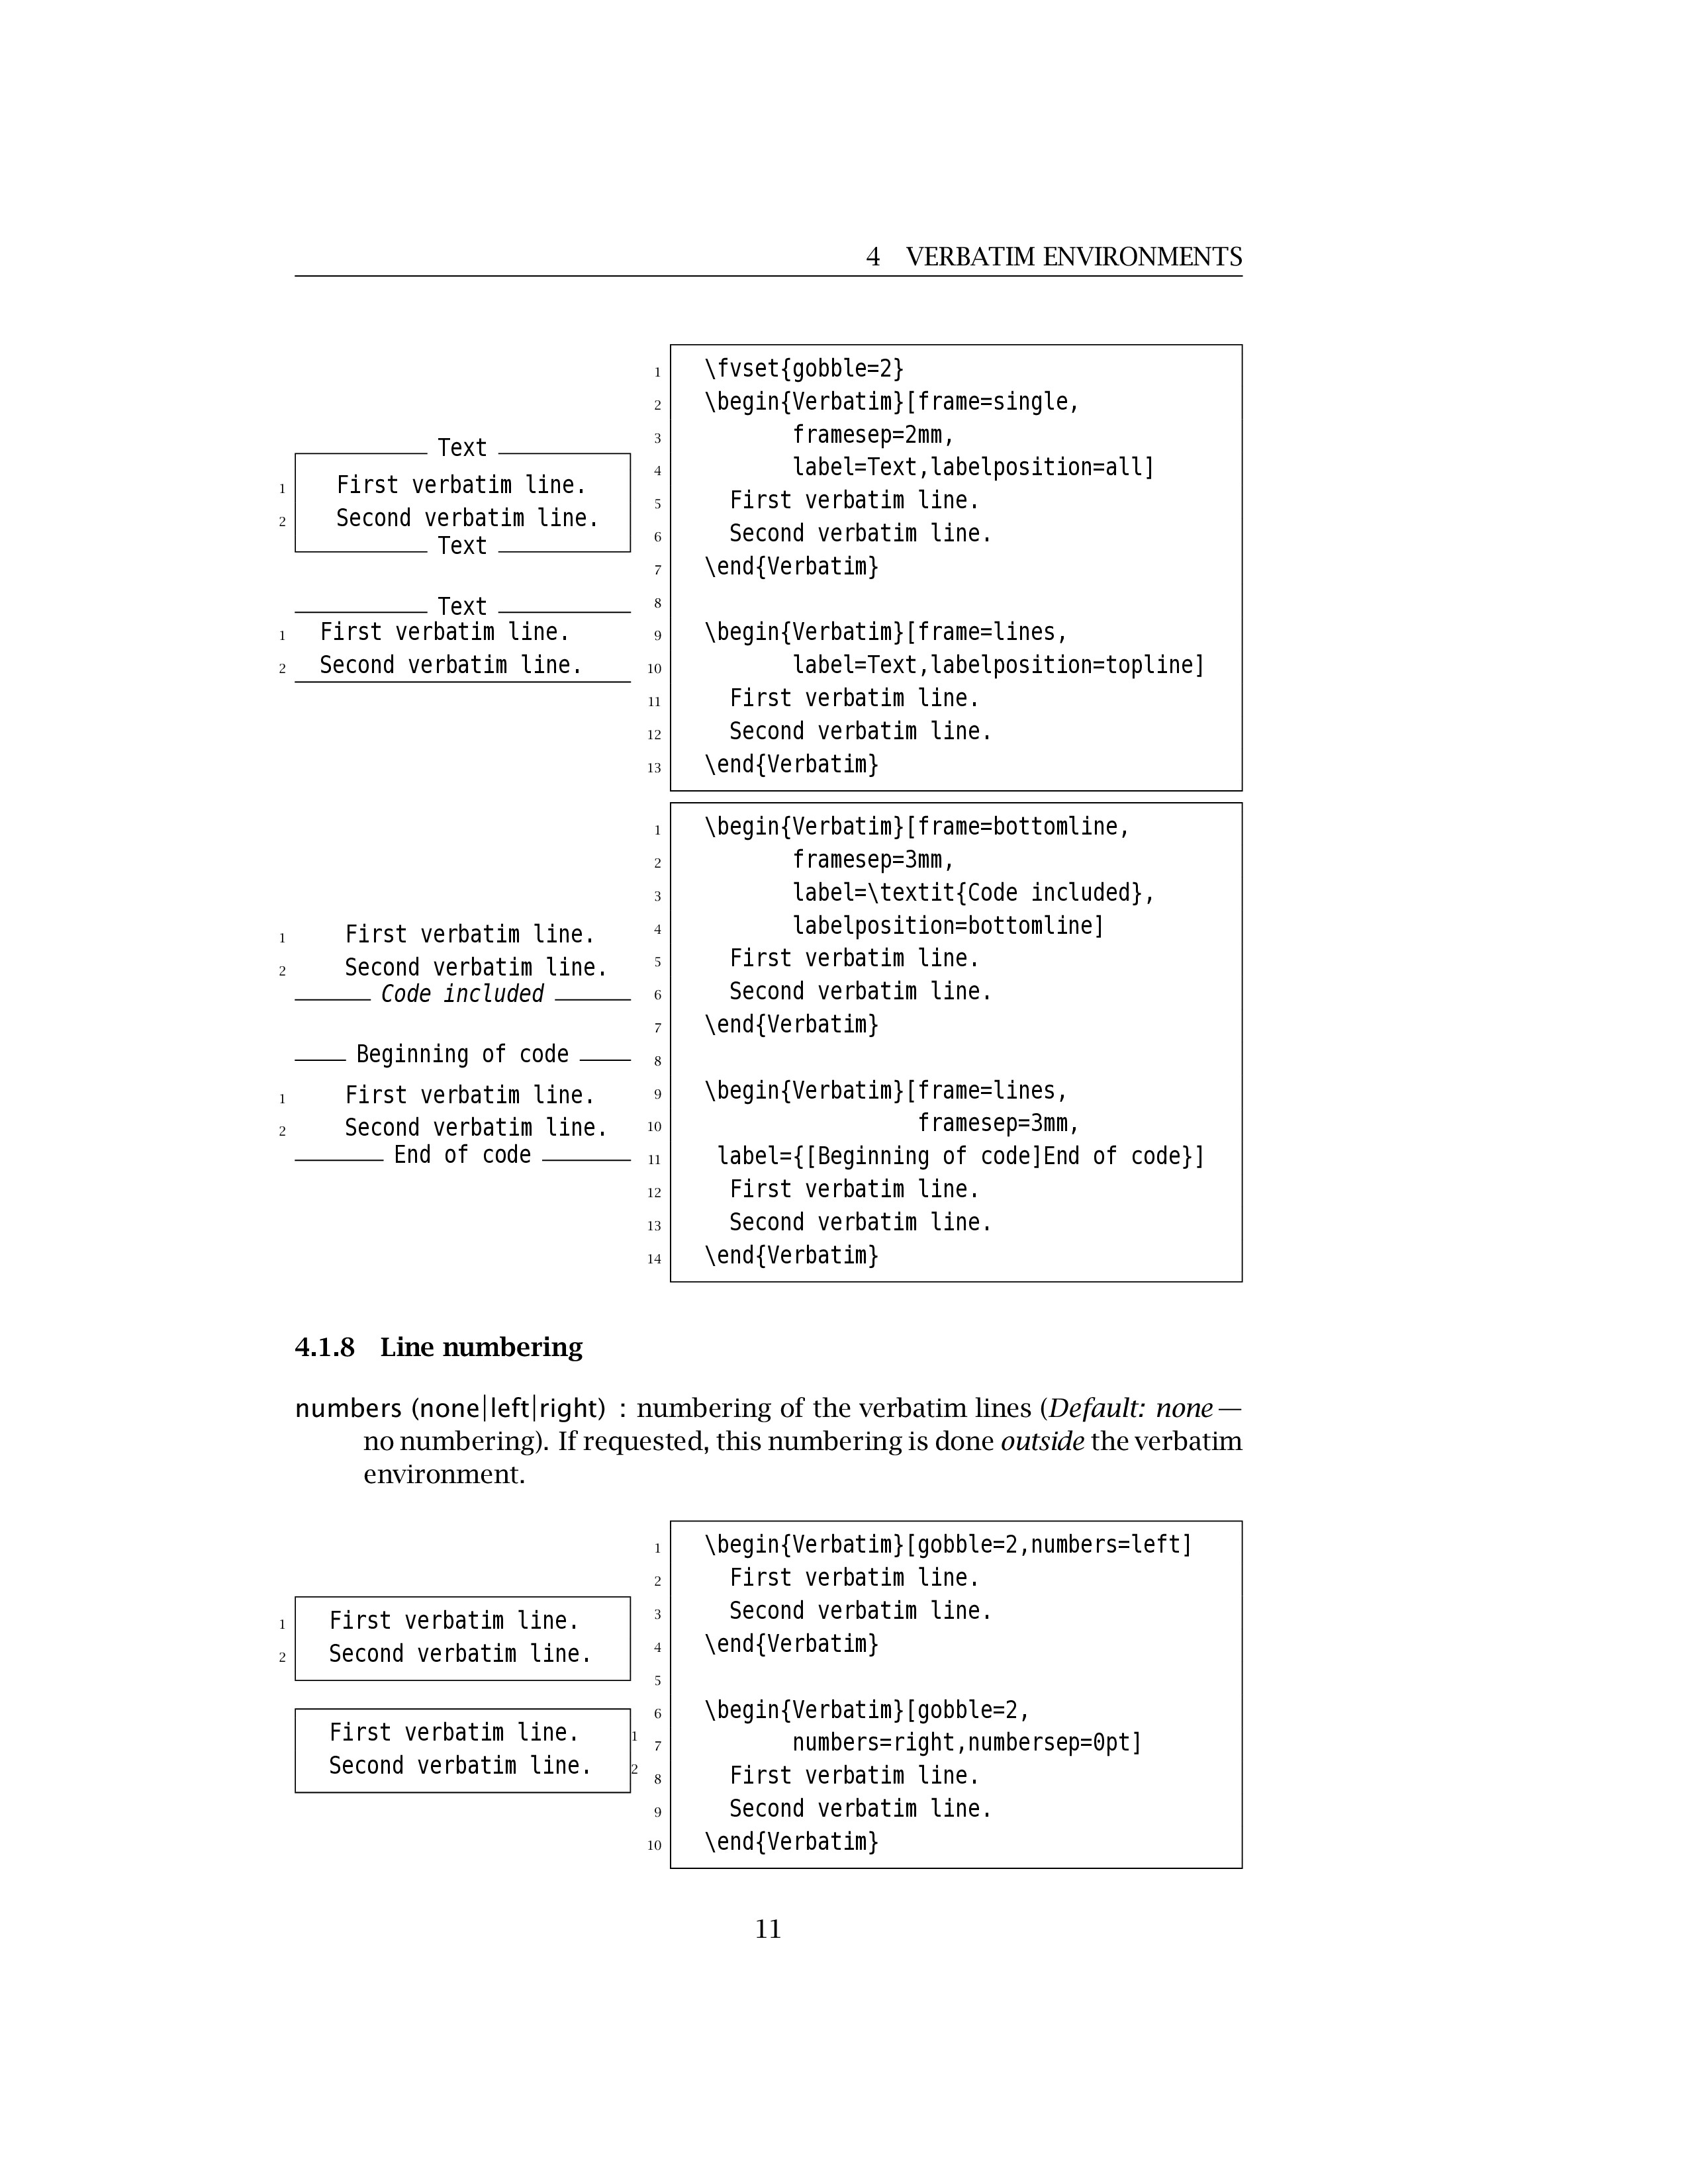 4 VERBATIM ENVIRONMENTS
Text
1 First verbatim line.
2 Second verbatim line.
Text
Text
1 First verbatim line.
2 Second verbatim line.
1 \fvset{gobble=2}
2 \begin{Verbatim}[frame=single,
3 framesep=2mm,
4 label=Text,labelposition=all]
5 First verbatim line.
6 Second verbatim line.
7 \end{Verbatim}
8
9 \begin{Verbatim}[frame=lines,
10 label=Text,labelposition=topline]
11 First verbatim line.
12 Second verbatim line.
13 \end{Verbatim}
1 First verbatim line.
2 Second verbatim line.
Code included
Beginning of code
1 First verbatim line.
2 Second verbatim line.
End of code
1 \begin{Verbatim}[frame=bottomline,
2 framesep=3mm,
3 label=\textit{Code included},
4 labelposition=bottomline]
5 First verbatim line.
6 Second verbatim line.
7 \end{Verbatim}
8
9 \begin{Verbatim}[frame=lines,
10 framesep=3mm,
11 label={[Beginning of code]End of code}]
12 First verbatim line.
13 Second verbatim line.
14 \end{Verbatim}
4.1.8 Line numbering
numbers (none|left|right) : numbering of the verbatim lines (Default: none —
no numbering). If requested, this numbering is done outside the verbatim
environment.
1 First verbatim line.
2 Second verbatim line.
First verbatim line. 1
Second verbatim line. 2
1 \begin{Verbatim}[gobble=2,numbers=left]
2 First verbatim line.
3 Second verbatim line.
4 \end{Verbatim}
5
6 \begin{Verbatim}[gobble=2,
7 numbers=right,numbersep=0pt]
8 First verbatim line.
9 Second verbatim line.
10 \end{Verbatim}
11